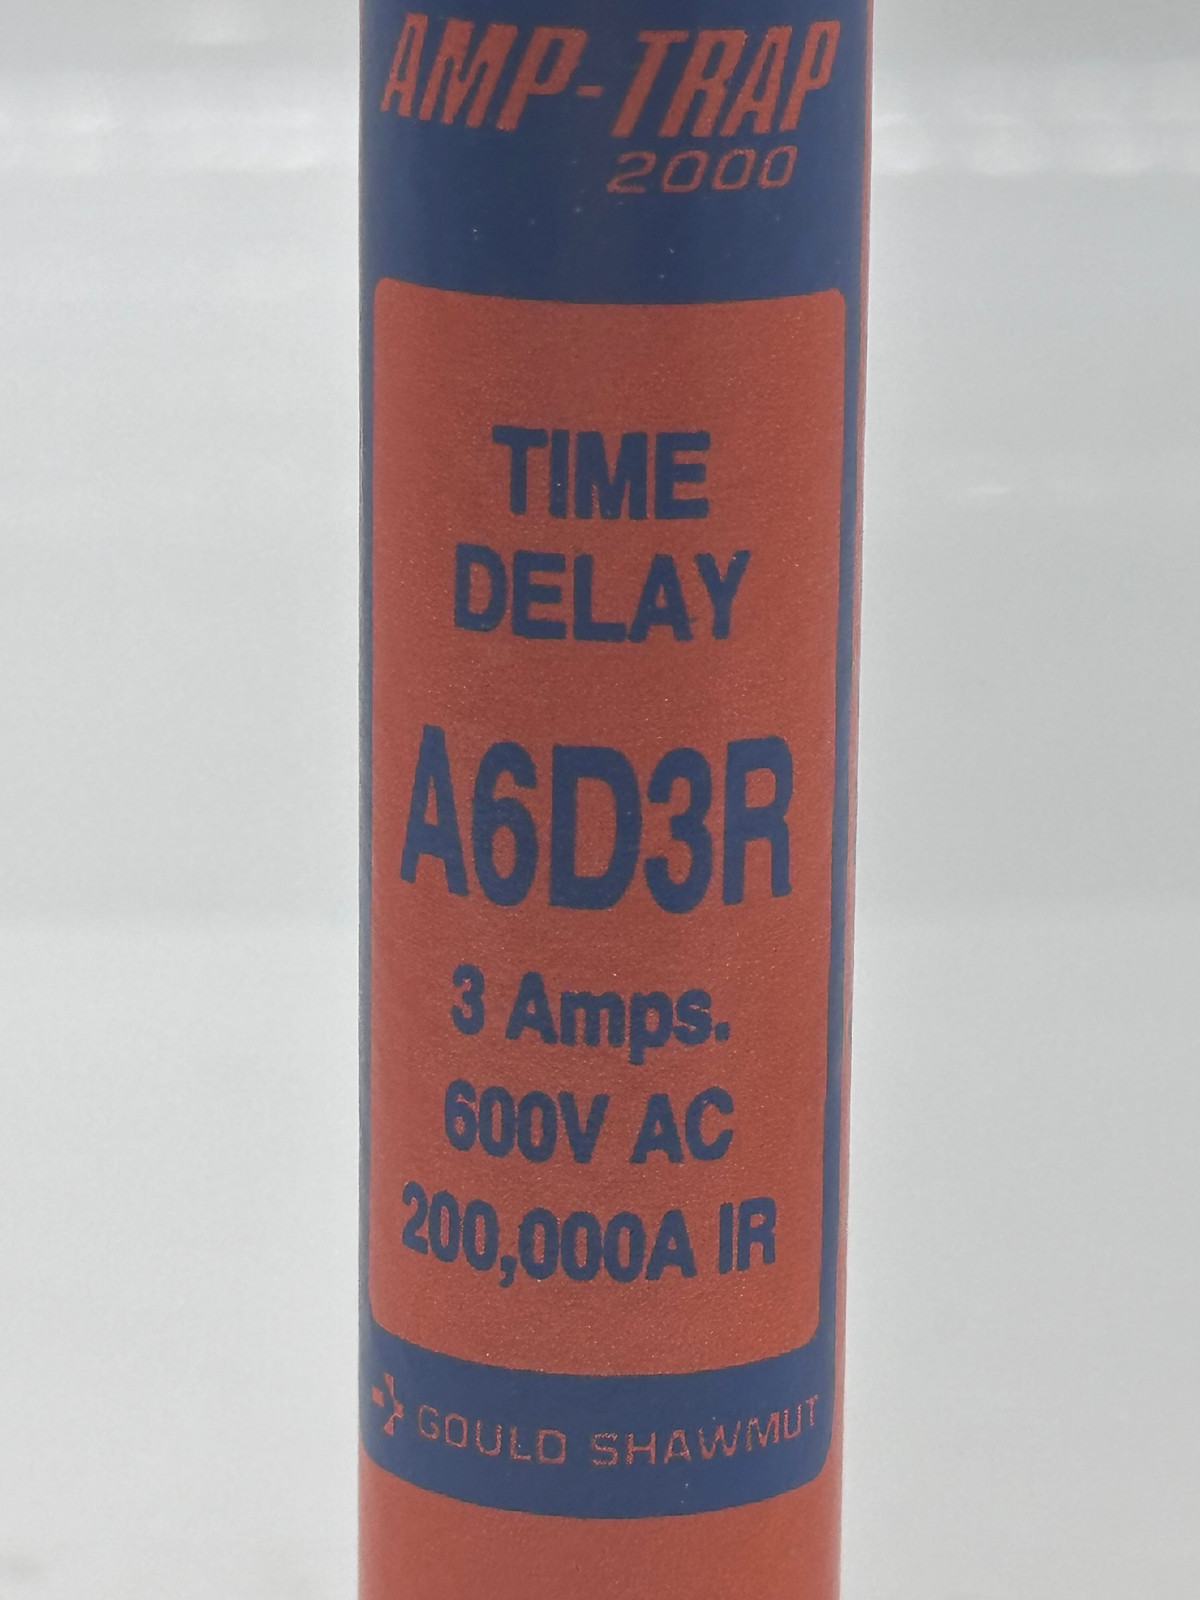 AMP-TRAP
2000
TIME
DELAY
A6D3R
3 Amps.
600V AC
200,000A IR
GOULD SHAWMUT